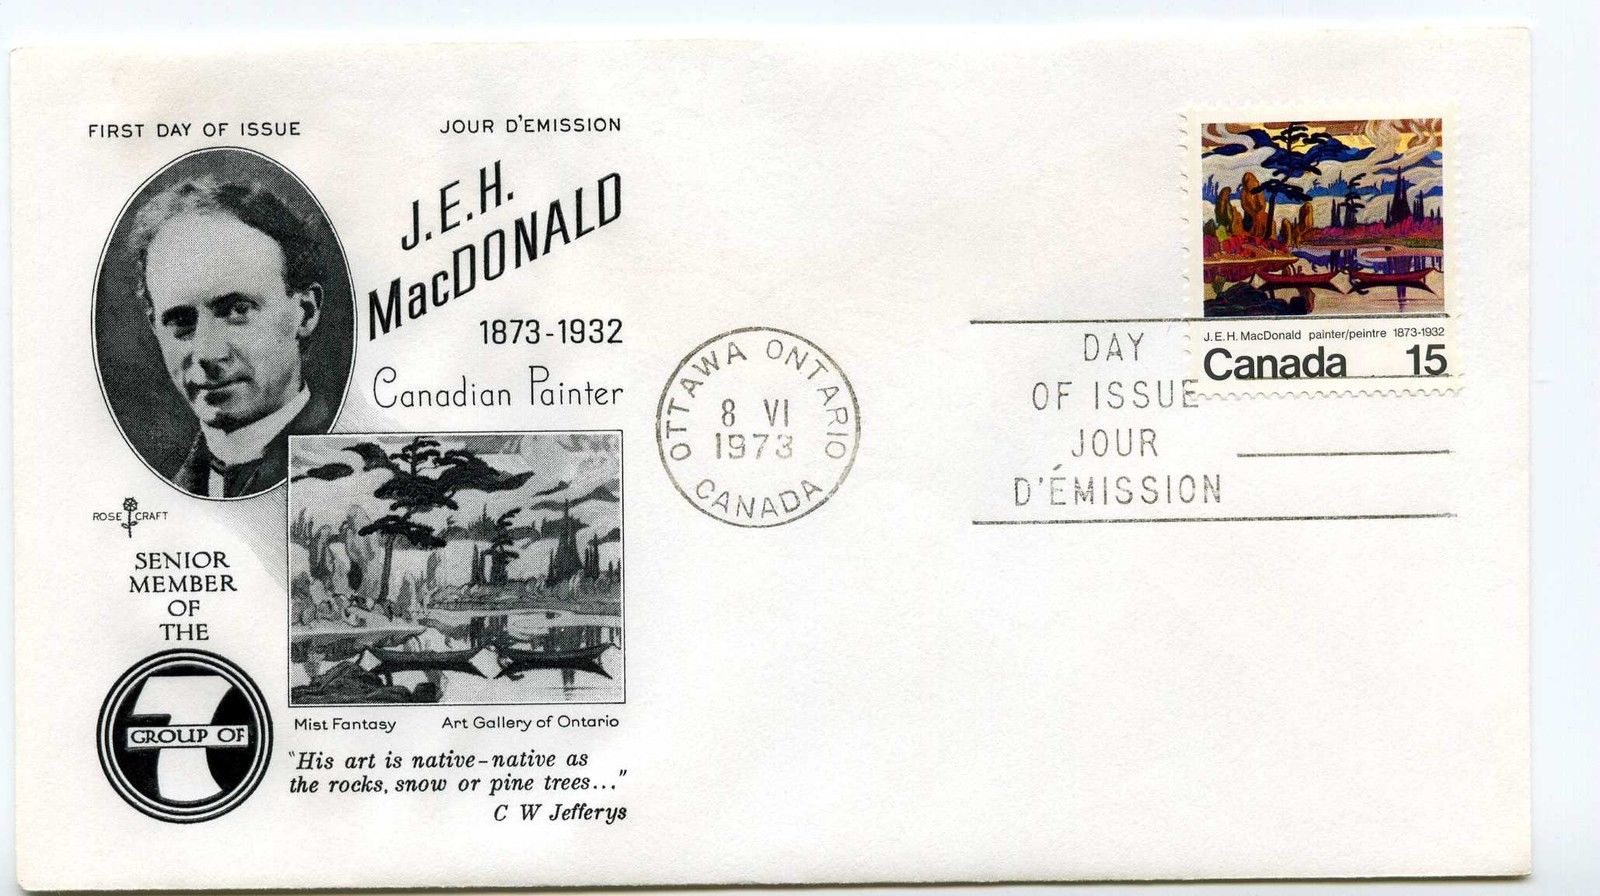 FIRST DAY OF ISSUE
JOUR D'EMISSION
J.E.H.
MacDONALD
1873-1932
Canadian Painter
ROSE CRAFT
SENIOR
MEMBER
OF
THE
7
GROUP OF
Mist Fantasy
Art Gallery of Ontario
"His art is native-native as
the rocks, snow or pine trees..."
C W Jefferys
OTTAWA ONTARIO
8 VI
1973
CANADA
DAY
OF ISSUE
JOUR
D'ÉMISSION
J.E.H. MacDonald painter/peintre 1873-1932
Canada 15